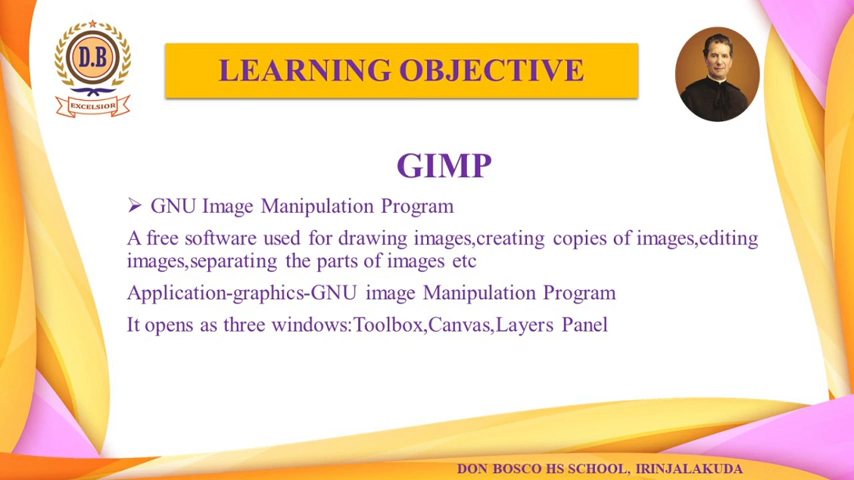 D.B
EXCELSIOR
LEARNING OBJECTIVE
GIMP
➢ GNU Image Manipulation Program
A free software used for drawing images,creating copies of images,editing
images,separating the parts of images etc
Application-graphics-GNU image Manipulation Program
It opens as three windows:Toolbox,Canvas,Layers Panel
DON BOSCO HS SCHOOL, IRINJALAKUDA